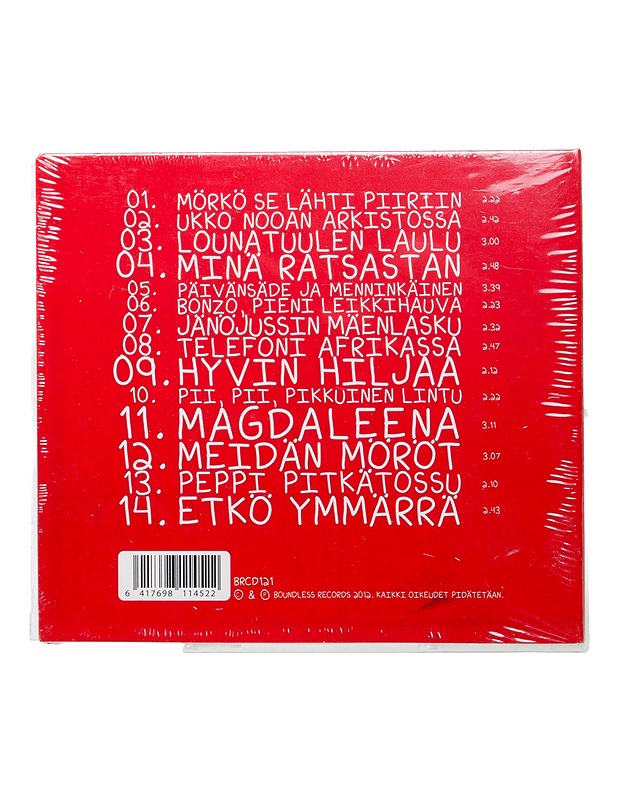 01. MÖRKÖ SE LÄHTI PIIRIIN 2.22
02. UKKO NOOAN ARKISTOSSA 2.42
03. LOUNATUULEN LAULU 3.00
04. MINÄ RATSASTAN 2.48
05. PÄIVÄNSÄDE JA MENNINKÄINEN 3.39
06. BONZO, PIENI LEIKKIHAUVA 2.23
07. JÄNÖJUSSIN MÄENLASKU 2.32
08. TELEFONI AFRIKASSA 2.47
09. HYVIN HILJAA 2.12
10. PII, PII, PIKKUINEN LINTU 2.22
11. MAGDALEENA 3.11
12. MEIDÄN MÖRÖT 3.07
13. PEPPI PITKÄTOSSU 2.10
14. ETKÖ YMMÄRRÄ 2.43
6 417698 114522
BRCD121
© & ℗ BOUNDLESS RECORDS 2012. KAIKKI OIKEUDET PIDÄTETÄÄN.